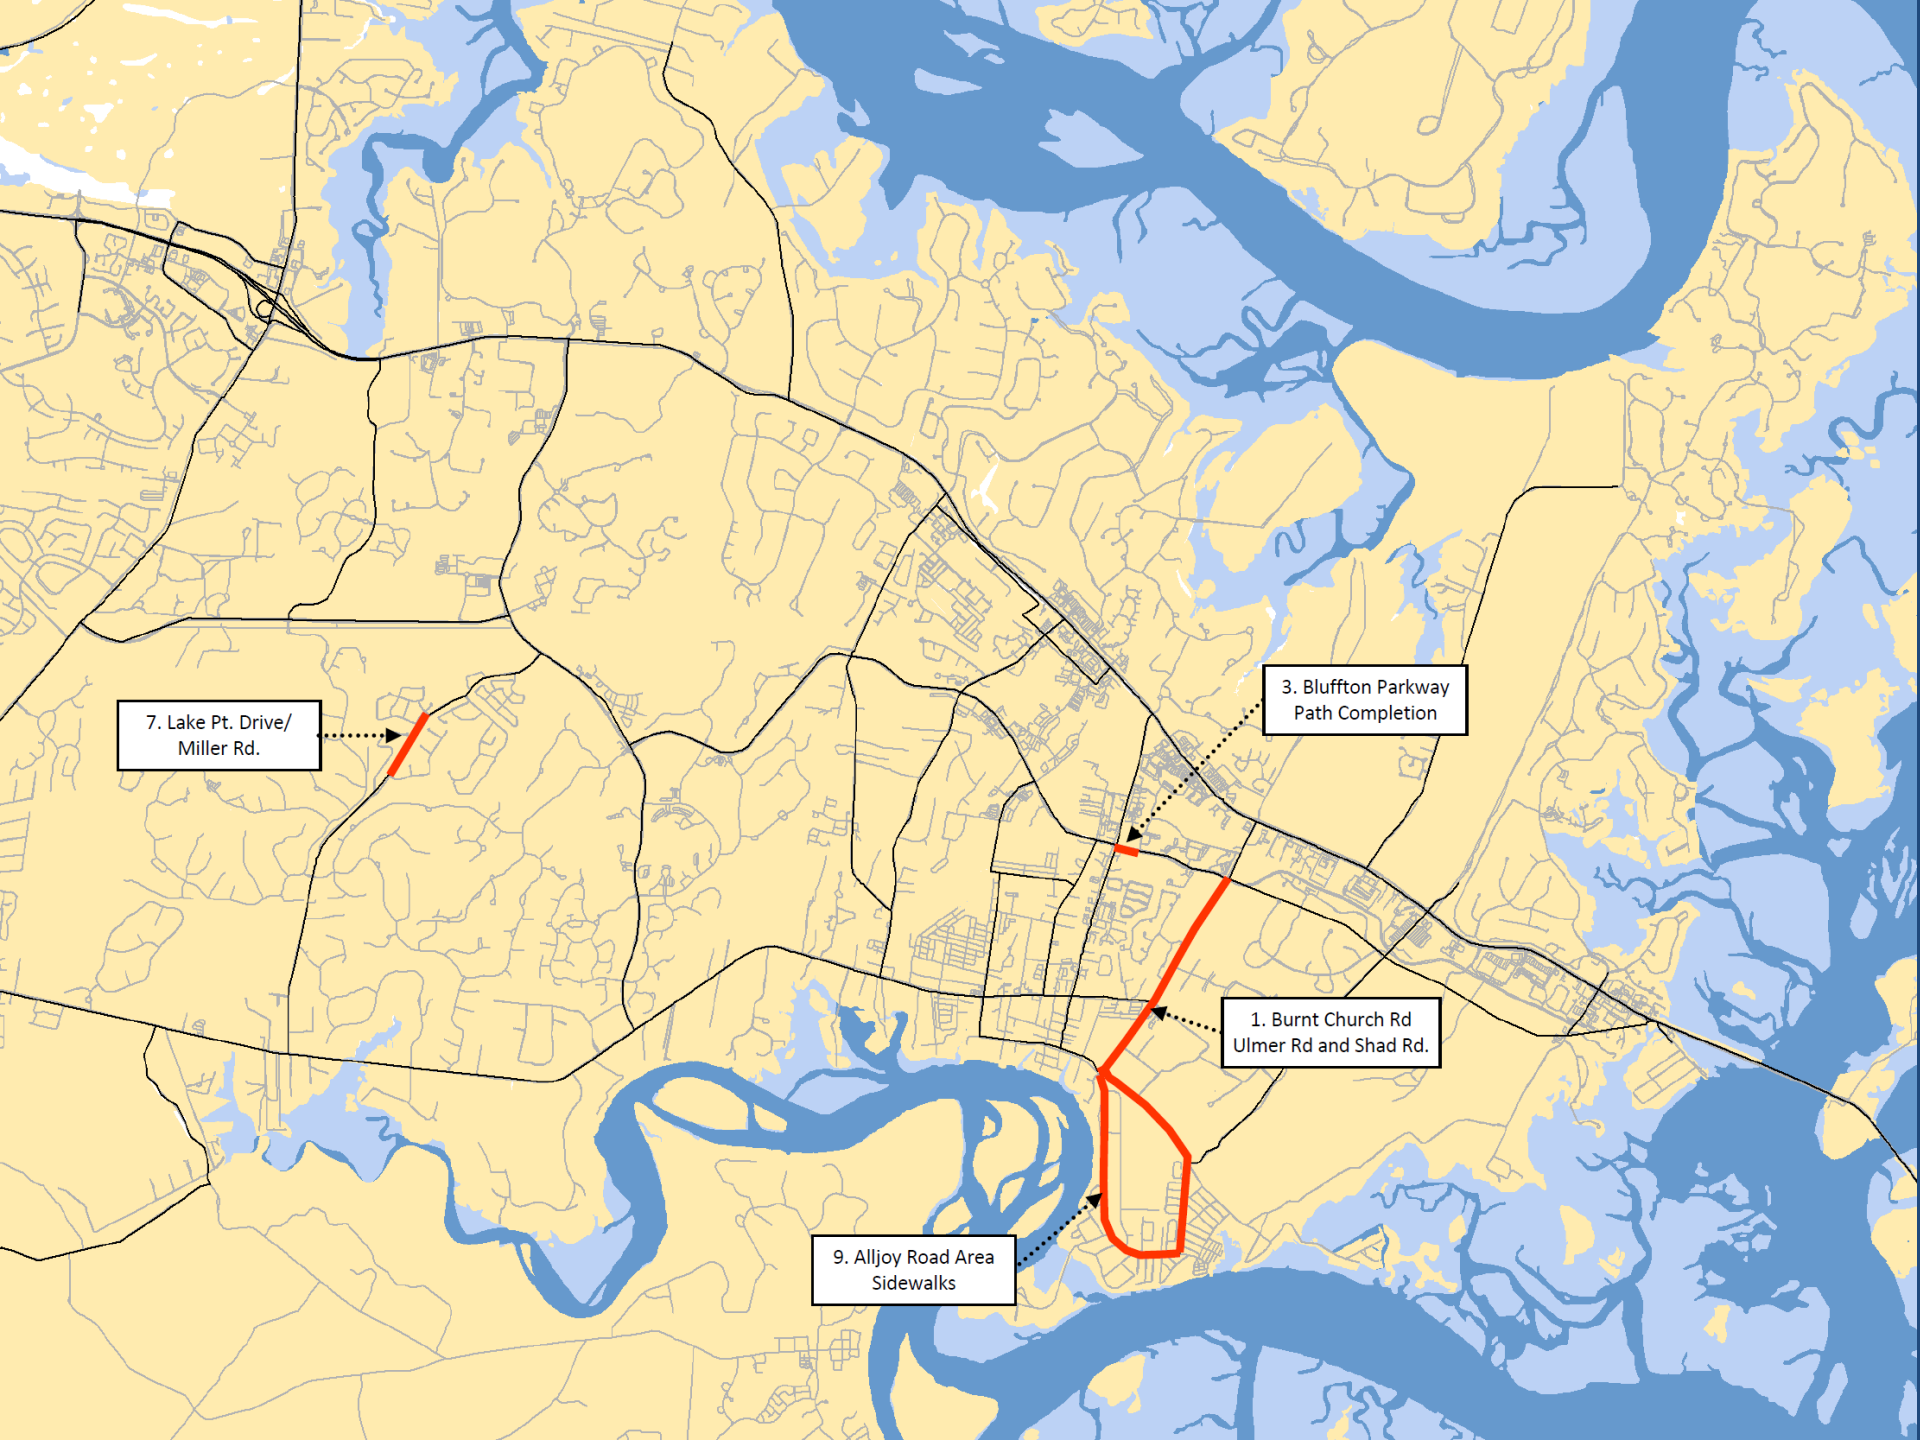 3. Bluffton Parkway
Path Completion
7. Lake Pt. Drive/
Miller Rd.
1. Burnt Church Rd
Ulmer Rd and Shad Rd.
9. Alljoy Road Area
Sidewalks